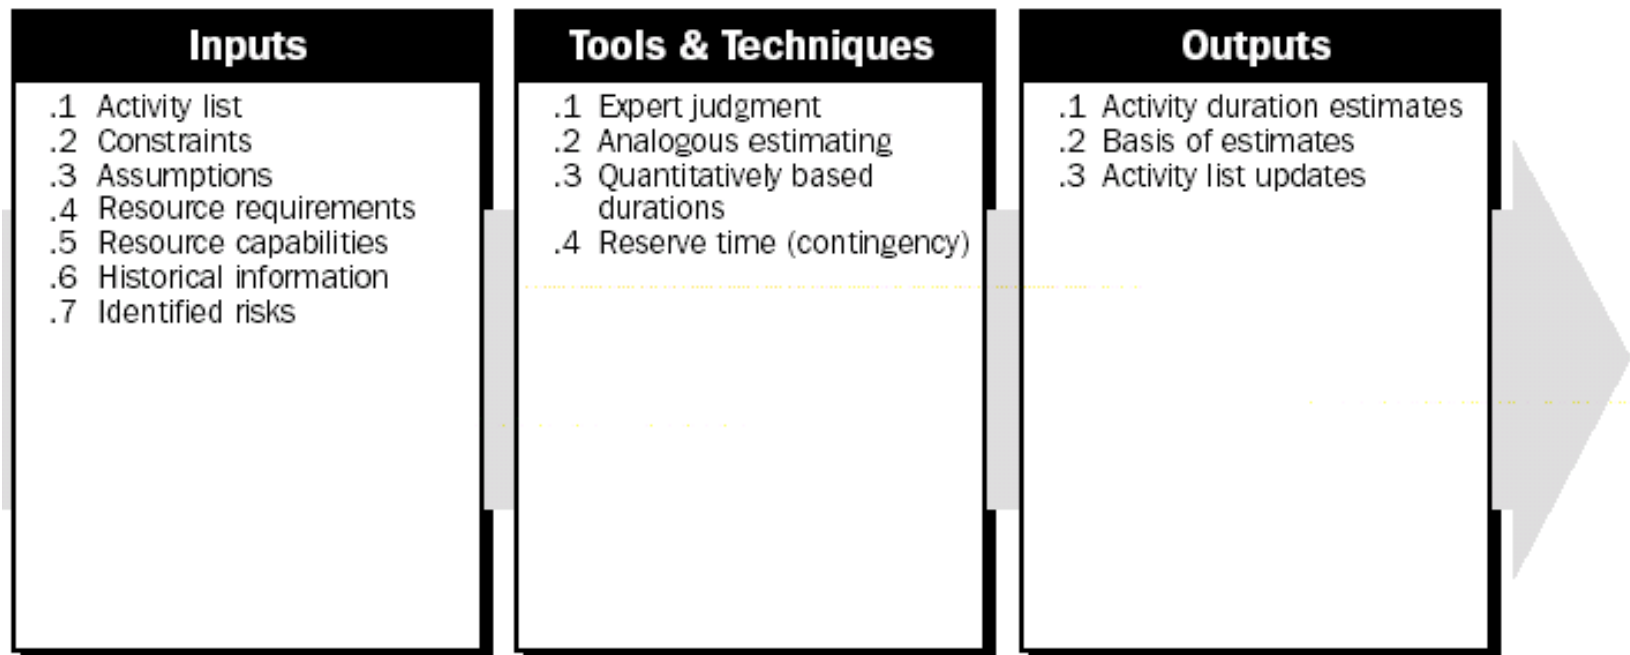 Inputs
.1 Activity list
.2 Constraints
.3 Assumptions
.4 Resource requirements
.5 Resource capabilities
.6 Historical information
.7 Identified risks
Tools & Techniques
.1 Expert judgment
.2 Analogous estimating
.3 Quantitatively based
durations
.4 Reserve time (contingency)
Outputs
.1 Activity duration estimates
.2 Basis of estimates
.3 Activity list updates